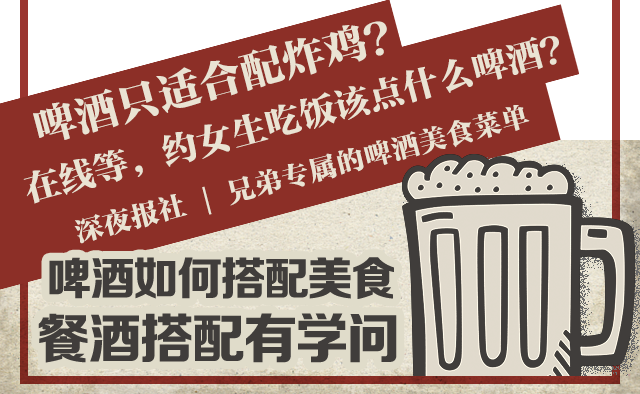 啤酒只适合配炸鸡？
在线等，约女生吃饭该点什么啤酒？
深夜报社 | 兄弟专属的啤酒美食菜单
啤酒如何搭配美食
餐酒搭配有学问